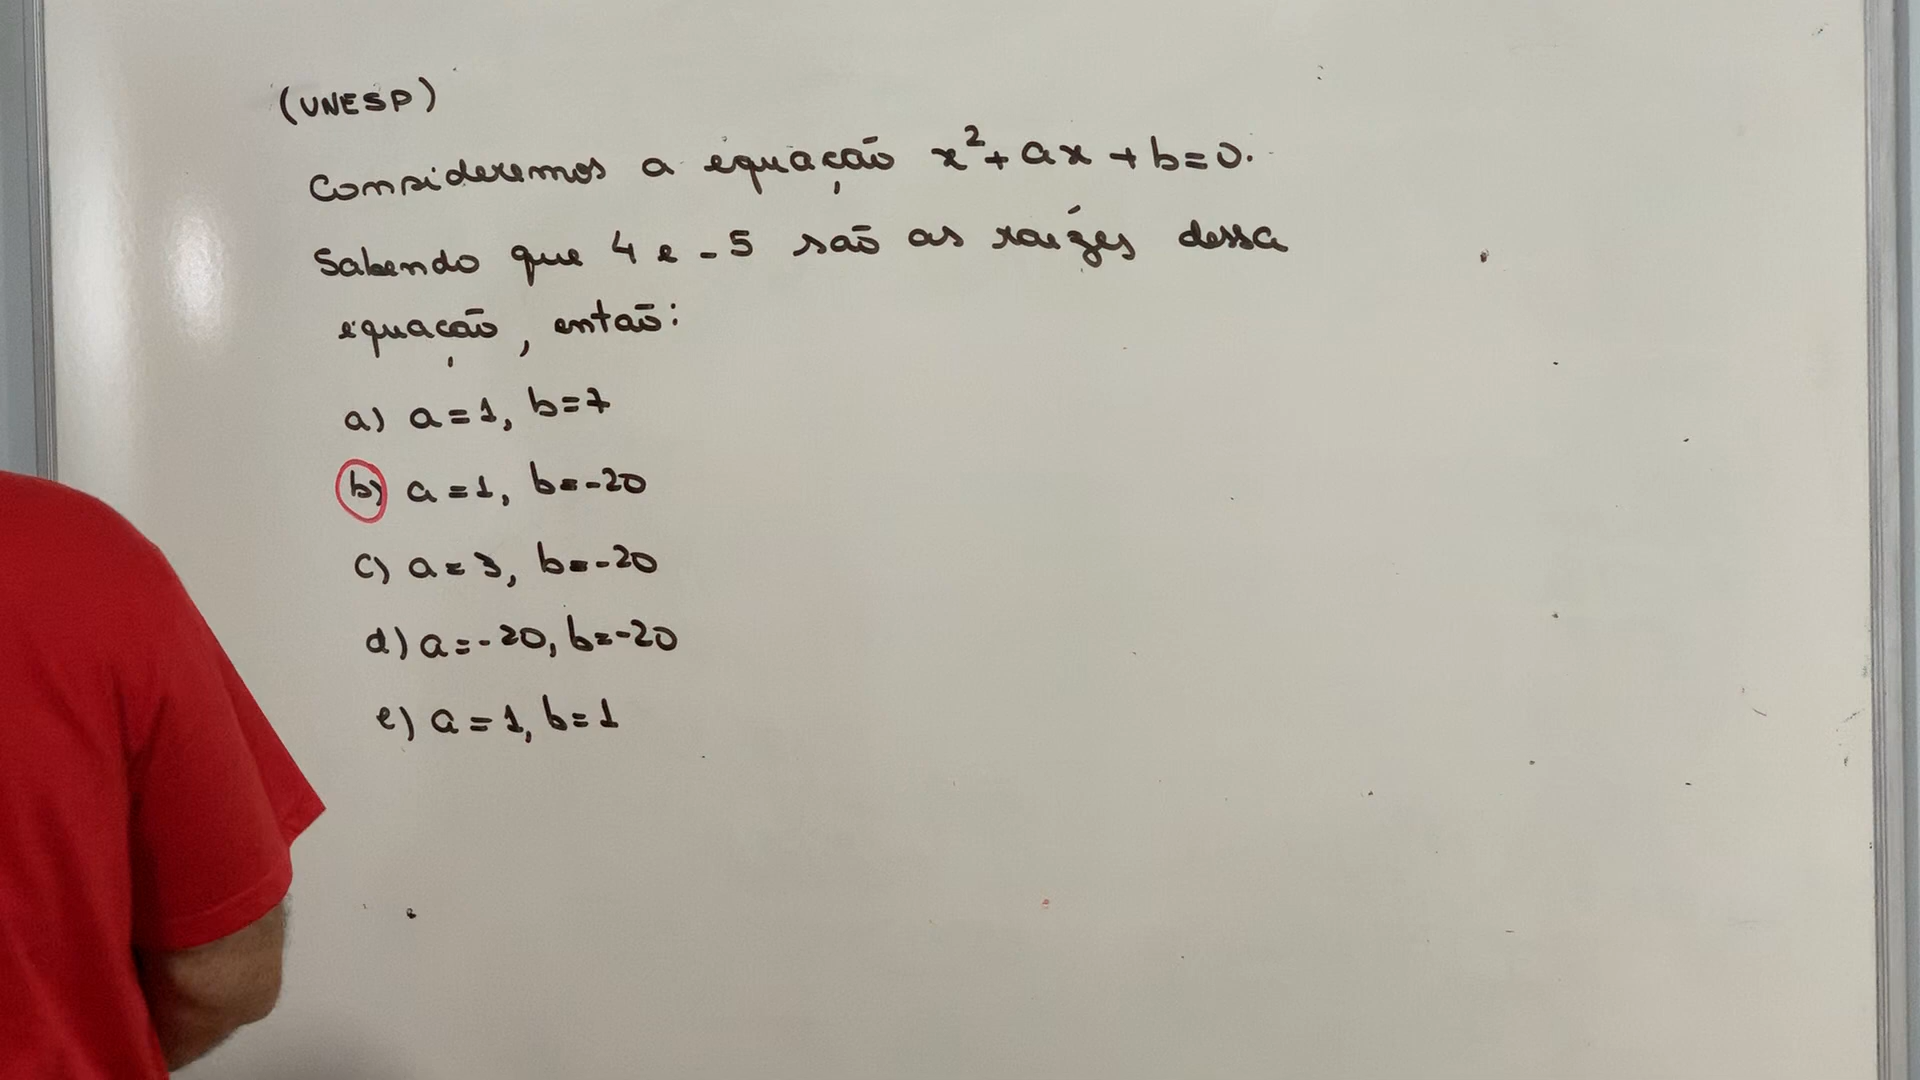 (UNESP)
Consideremos a equação x²+ax+b=0.
Sabendo que 4 e -5 são as raízes dessa
equação, então:
a) a=1, b=7
b) a=1, b=-20
c) a=3, b=-20
d) a=-20, b=-20
e) a=1, b=1